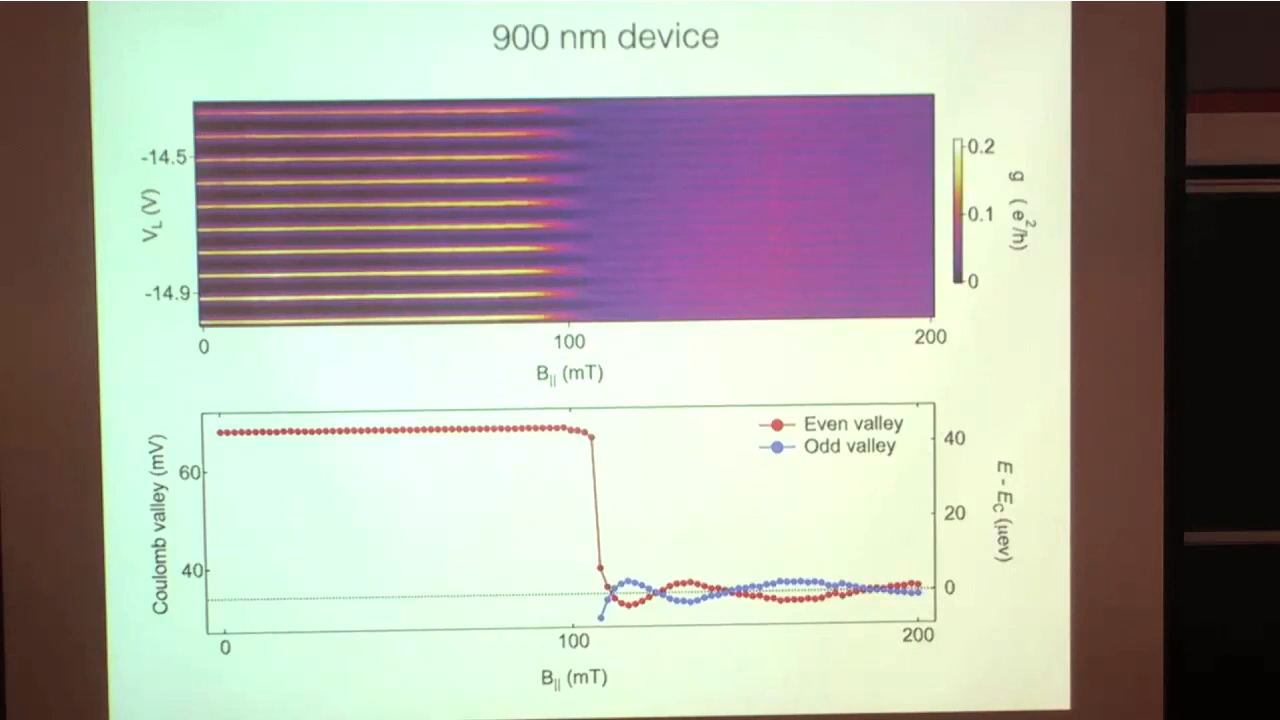 900 nm device
-14.5
-14.9
V_L (V)
0
100
200
B_|| (mT)
0.2
0.1
0
g ( e²/h)
Even valley
Odd valley
Coulomb valley (mV)
60
40
40
20
0
E - E_C (µev)
0
100
200
B_|| (mT)